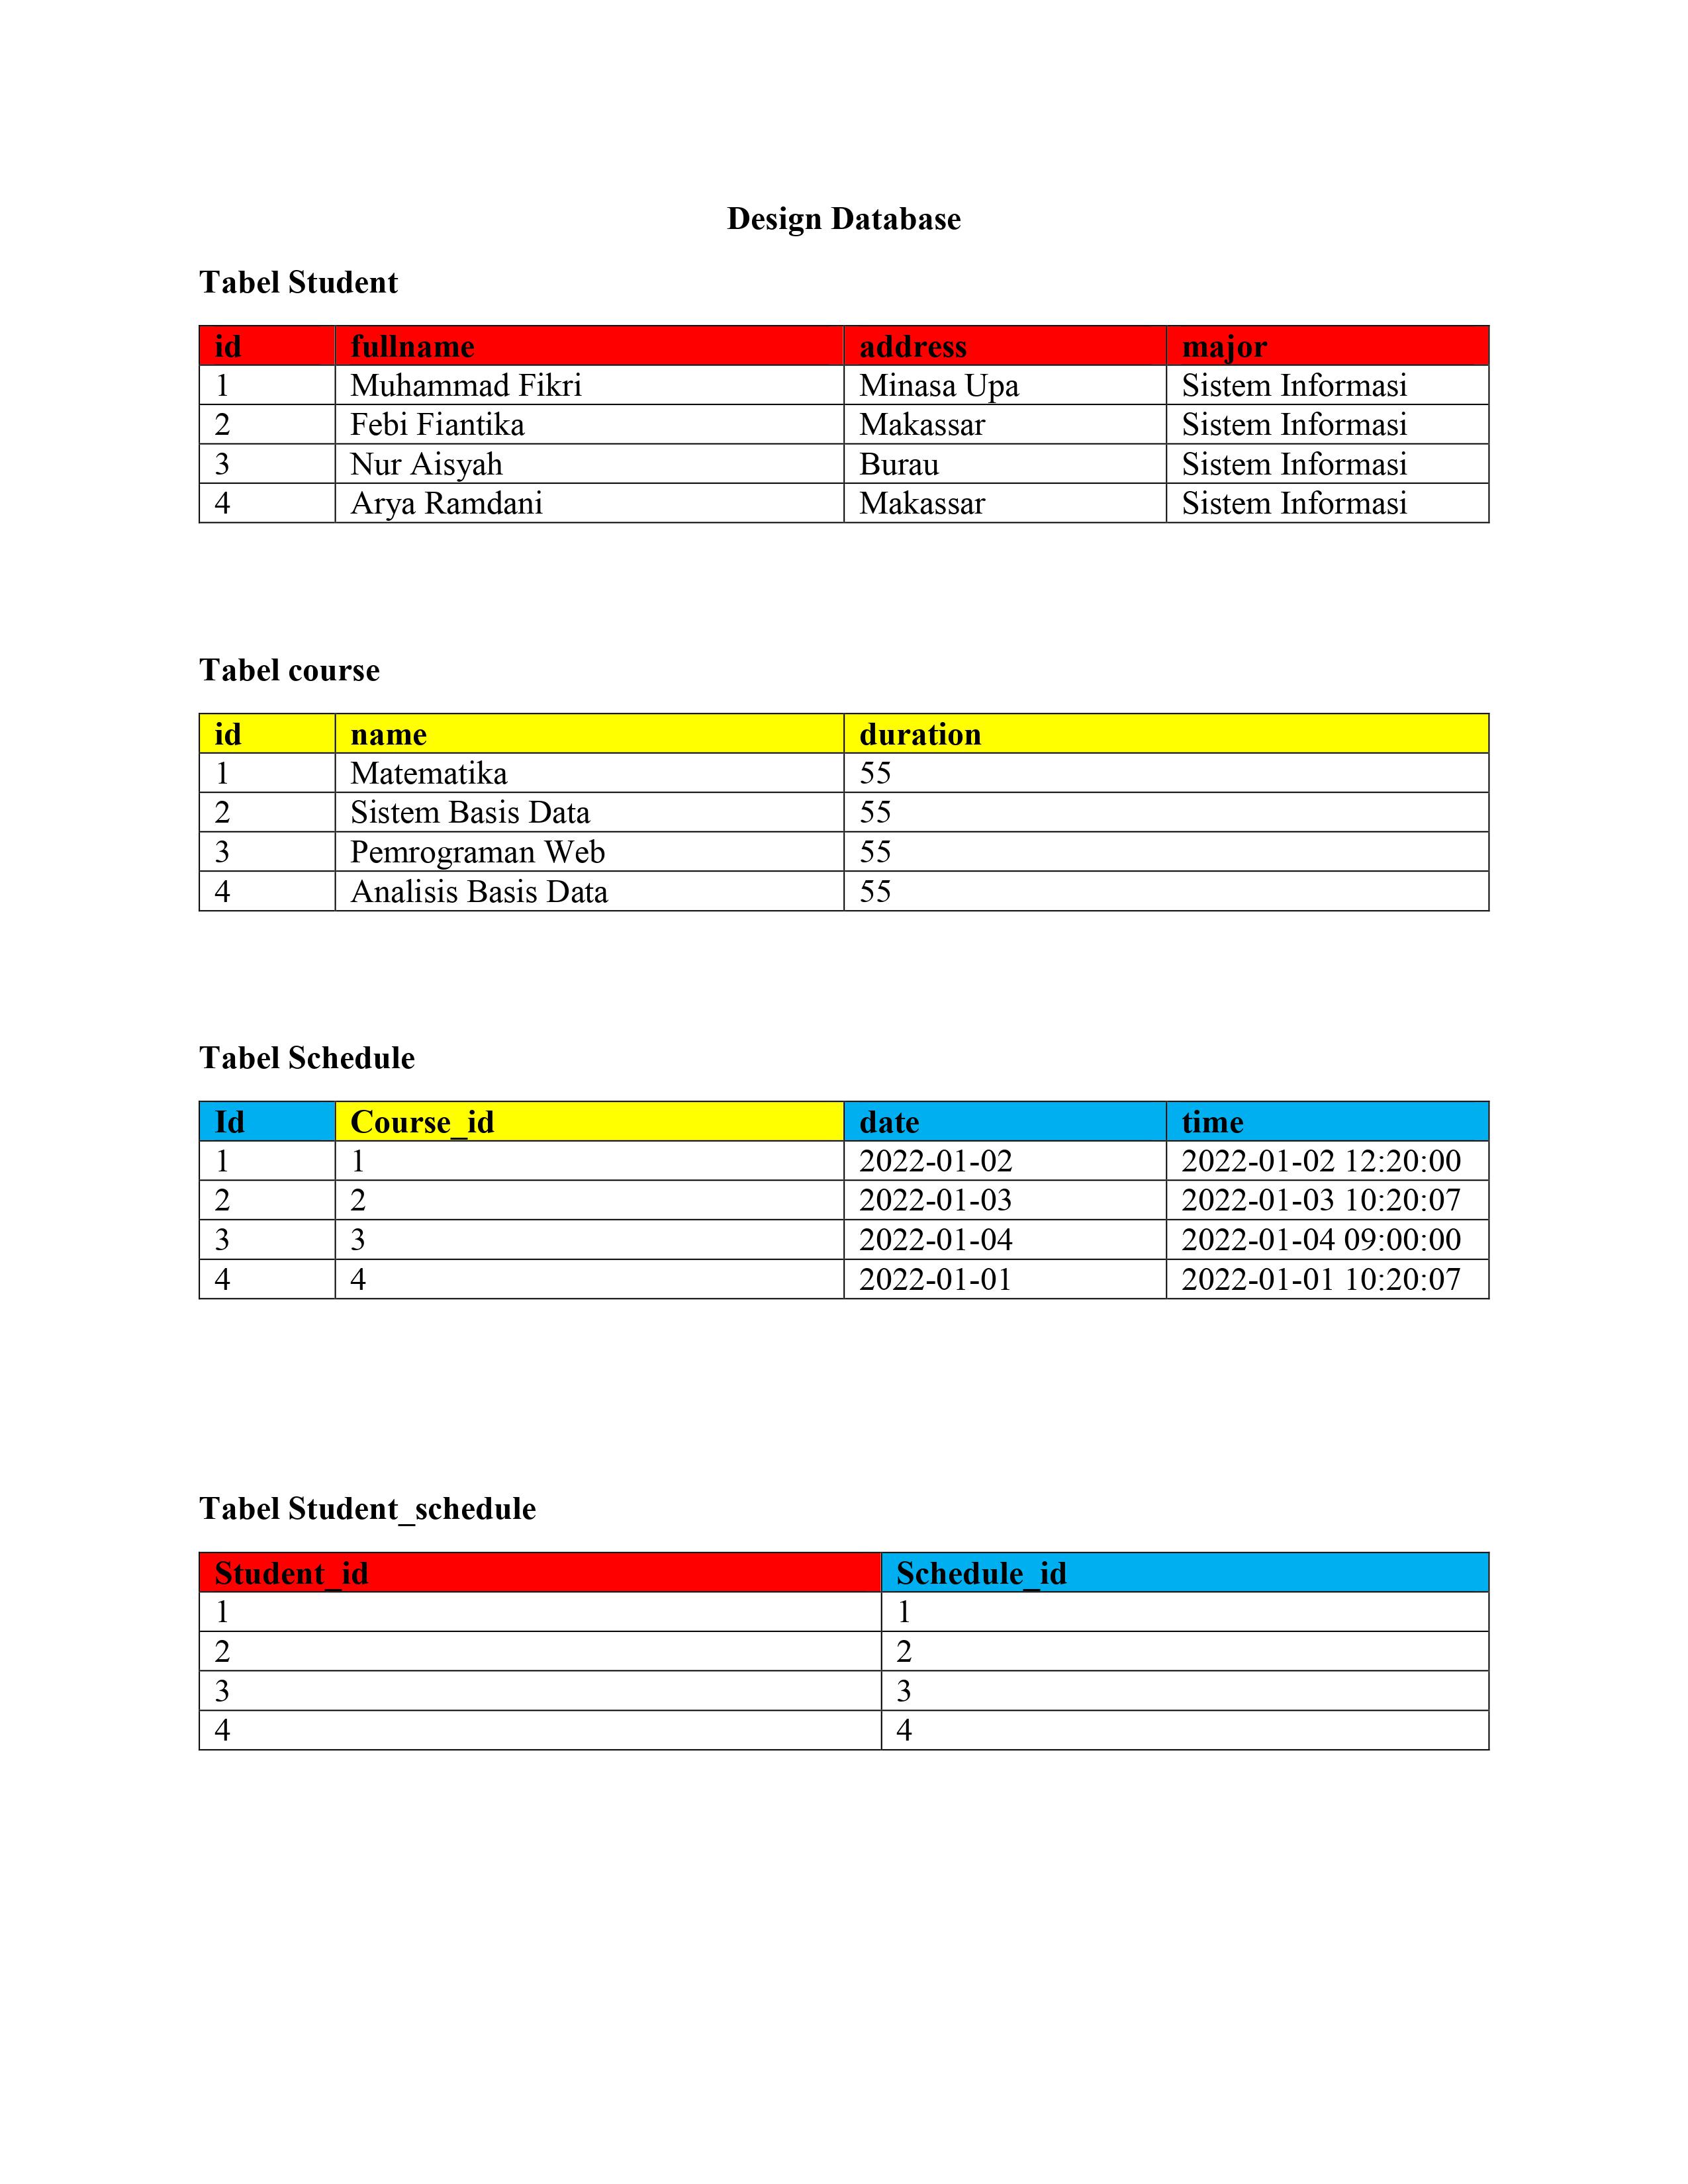 Design Database
Tabel Student
id fullname address major
1 Muhammad Fikri Minasa Upa Sistem Informasi
2 Febi Fiantika Makassar Sistem Informasi
3 Nur Aisyah Burau Sistem Informasi
4 Arya Ramdani Makassar Sistem Informasi
Tabel course
id name duration
1 Matematika 55
2 Sistem Basis Data 55
3 Pemrograman Web 55
4 Analisis Basis Data 55
Tabel Schedule
Id Course_id date time
1 1 2022-01-02 2022-01-02 12:20:00
2 2 2022-01-03 2022-01-03 10:20:07
3 3 2022-01-04 2022-01-04 09:00:00
4 4 2022-01-01 2022-01-01 10:20:07
Tabel Student_schedule
Student_id Schedule_id
1 1
2 2
3 3
4 4